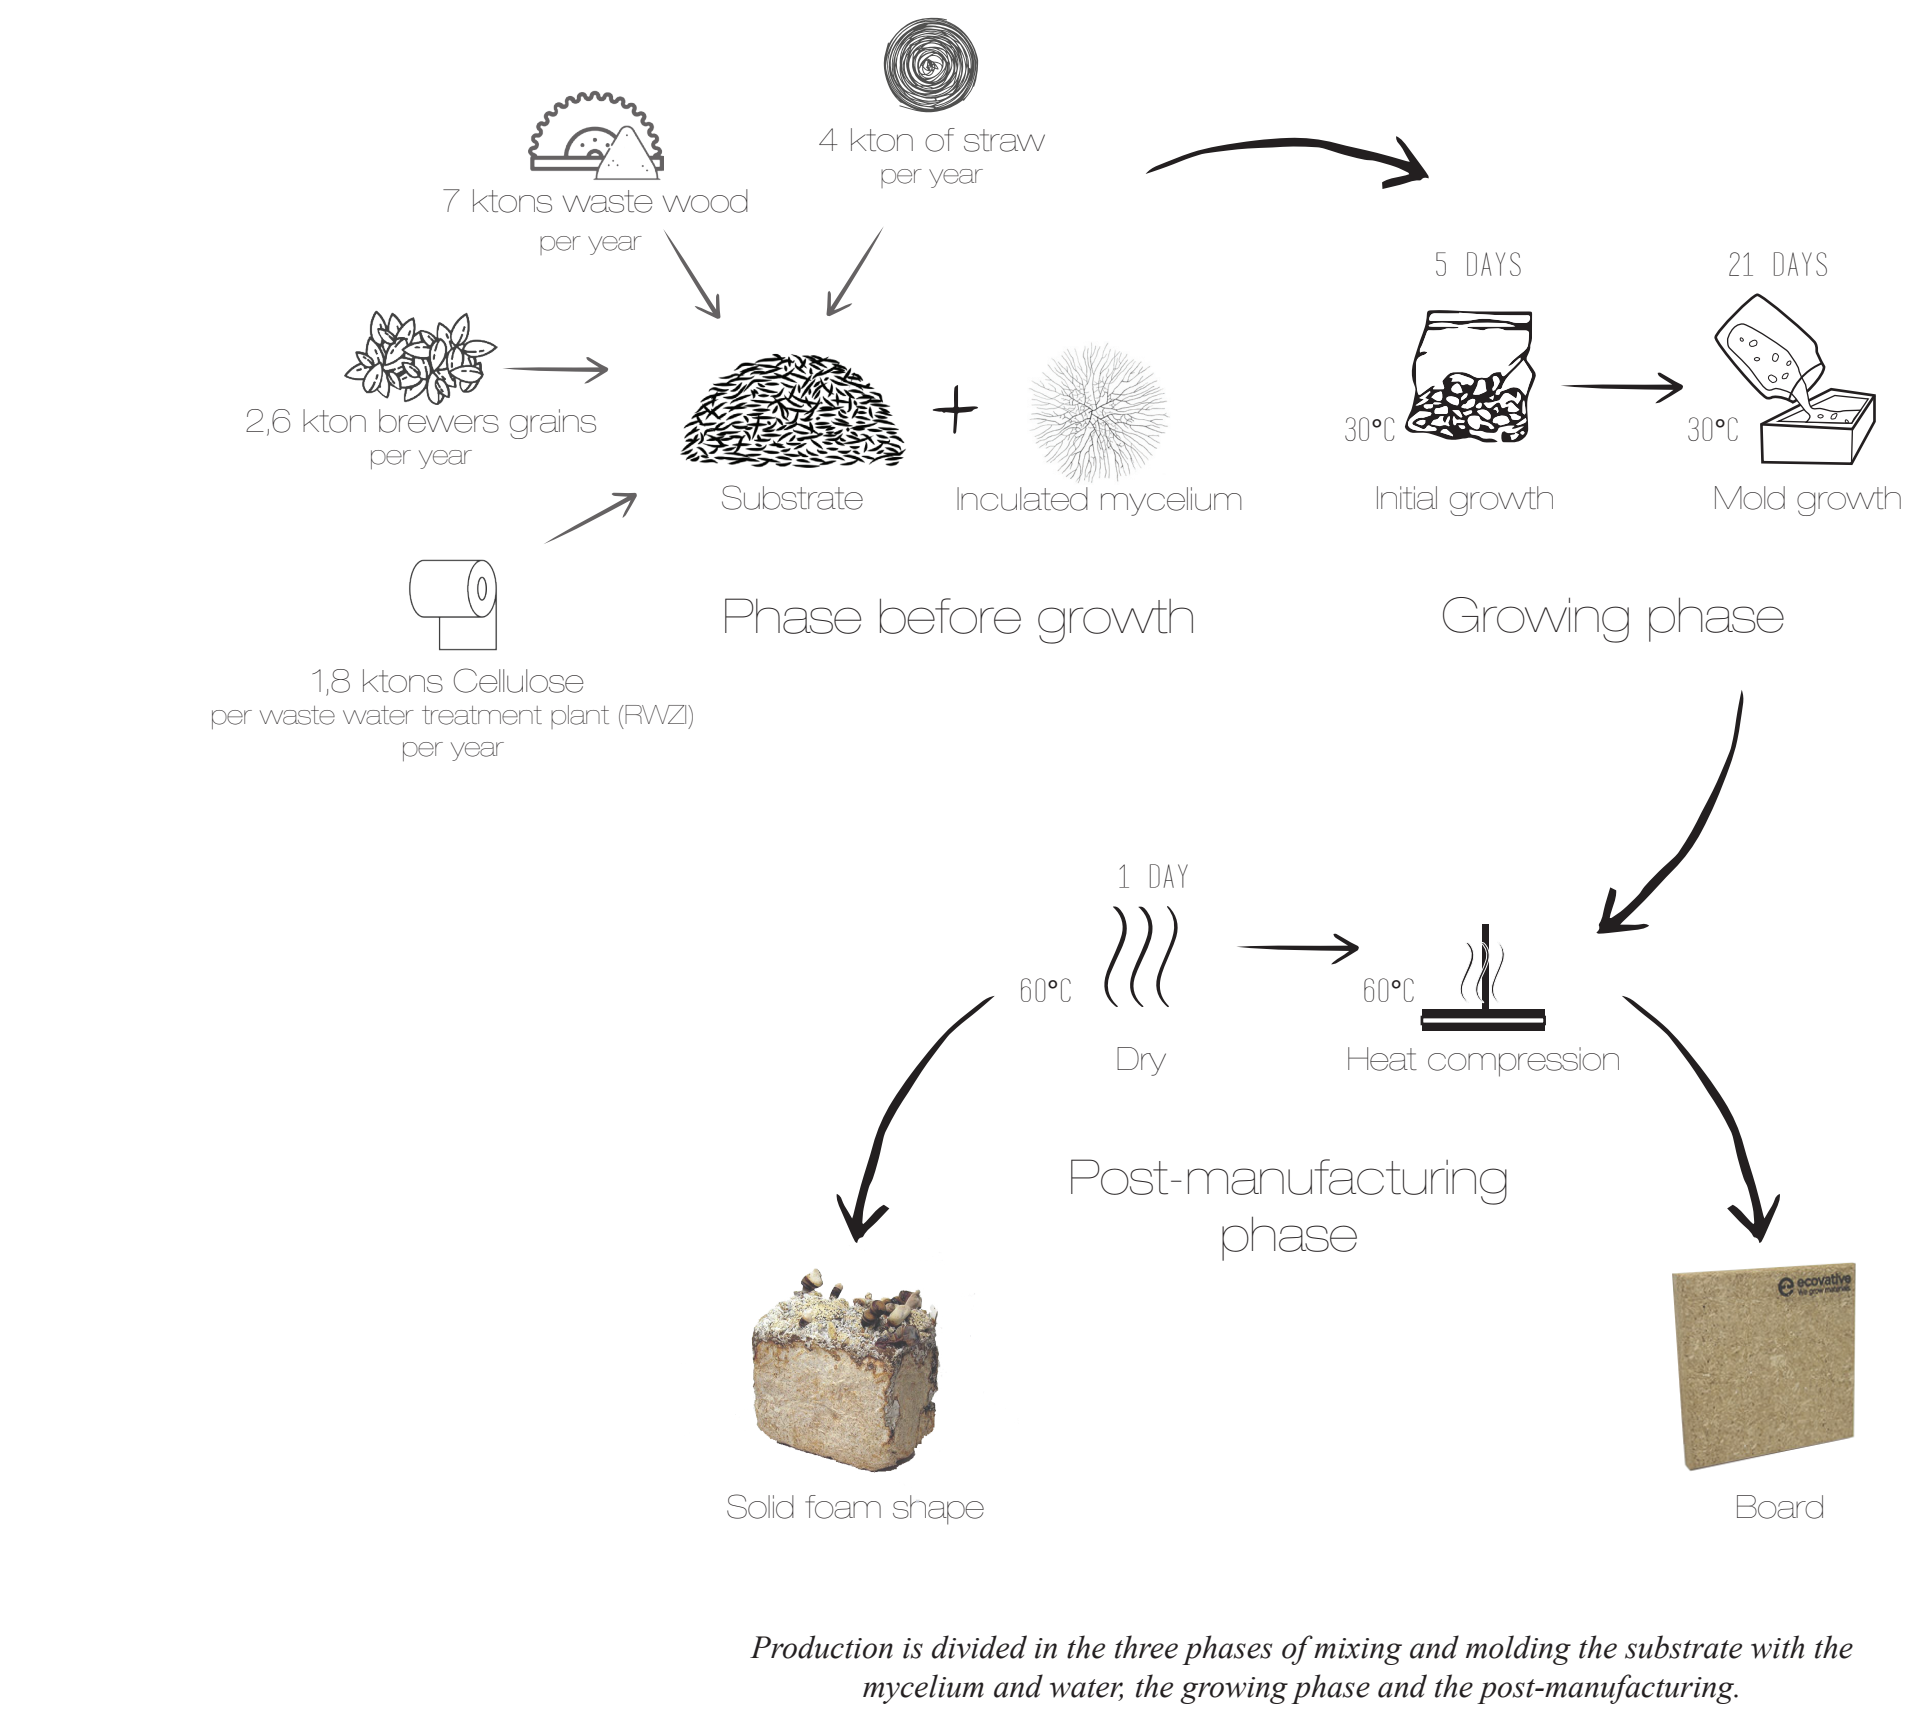 4 kton of straw
per year
7 ktons waste wood
per year
5 DAYS
21 DAYS
2,6 kton brewers grains
per year
30°C
30°C
Substrate
Inculated mycelium
Initial growth
Mold growth
Phase before growth
Growing phase
1,8 ktons Cellulose
per waste water treatment plant (RWZI)
per year
1 DAY
60°C
60°C
Dry
Heat compression
Post-manufacturing
phase
ecovative
We grow materials
Solid foam shape
Board
Production is divided in the three phases of mixing and molding the substrate with the
mycelium and water, the growing phase and the post-manufacturing.